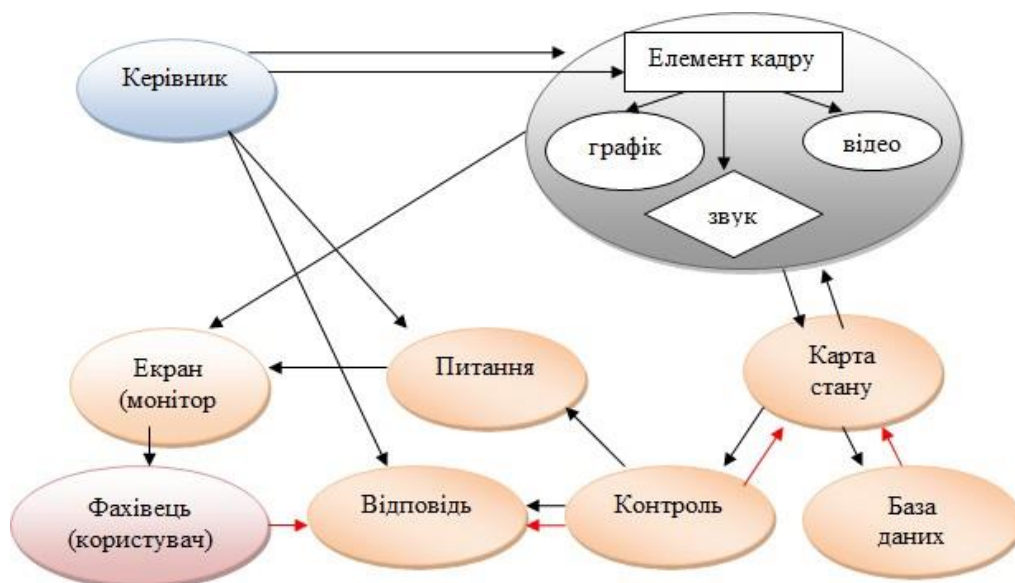 Керівник
Елемент кадру
графік
відео
звук
Екран
(монітор
Питання
Карта
стану
Фахівець
(користувач)
Відповідь
Контроль
База
даних